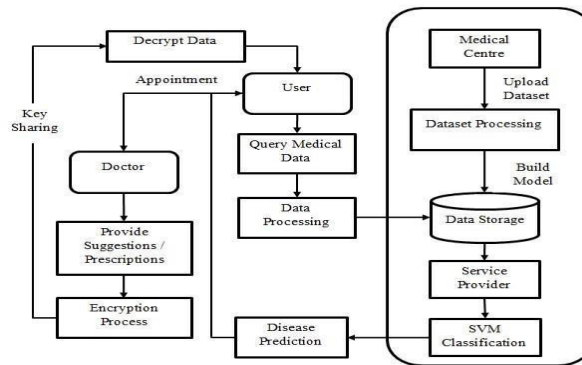 Decrypt Data
Medical
Centre
Appointment
User
Upload
Dataset
Key
Sharing
Dataset Processing
Query Medical
Data
Doctor
Build
Model
Data
Processing
Data Storage
Provide
Suggestions /
Prescriptions
Service
Provider
Encryption
Process
Disease
Prediction
SVM
Classification